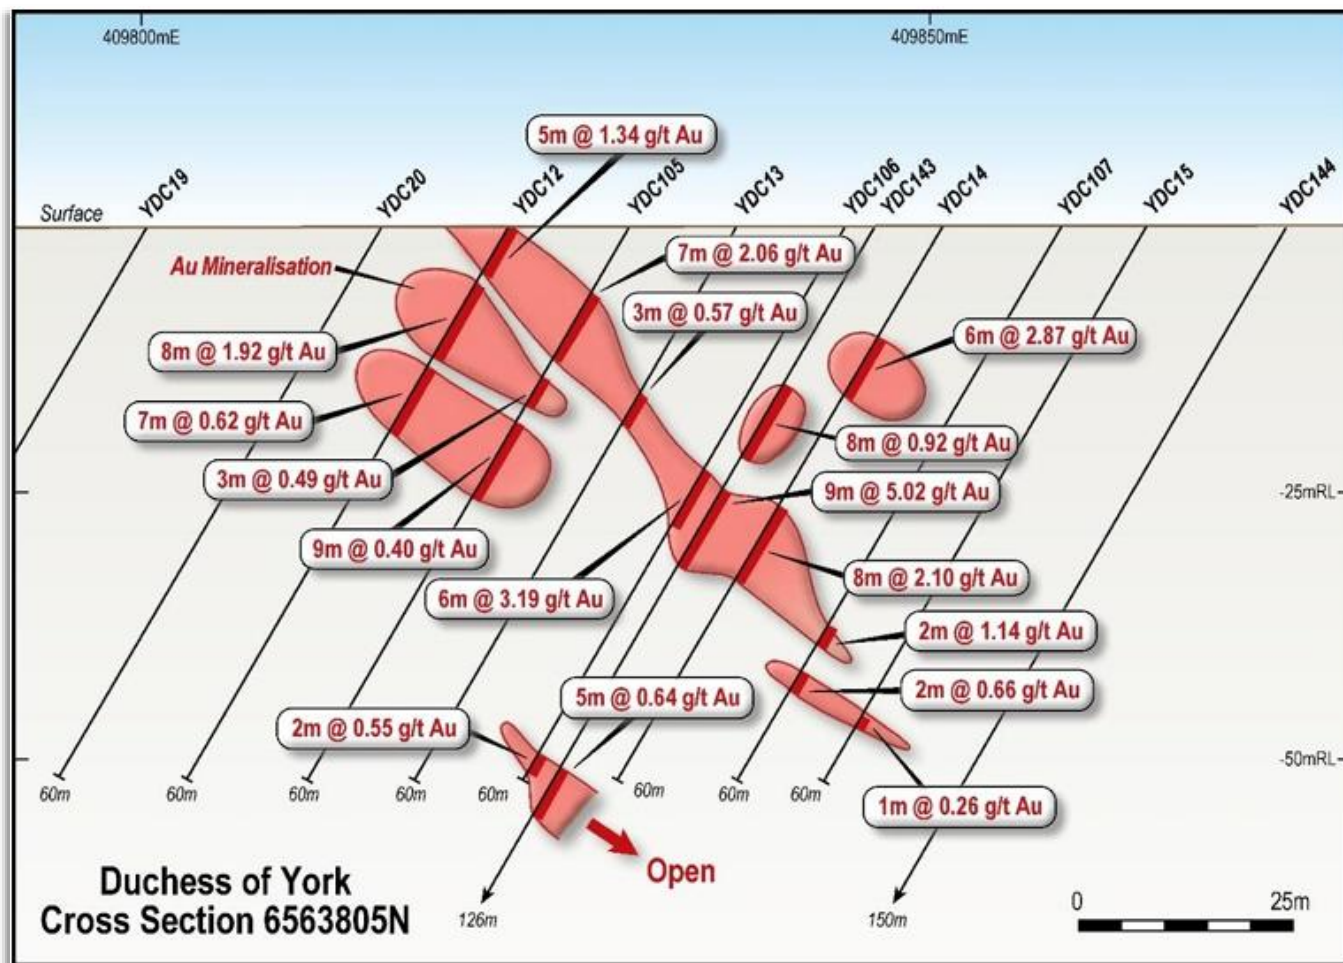 409800mE
409850mE
5m @ 1.34 g/t Au
YDC19
YDC20
YDC12
YDC105
YDC13
YDC106
YDC143
YDC14
YDC107
YDC15
YDC144
Surface
Au Mineralisation
7m @ 2.06 g/t Au
3m @ 0.57 g/t Au
6m @ 2.87 g/t Au
8m @ 1.92 g/t Au
7m @ 0.62 g/t Au
8m @ 0.92 g/t Au
3m @ 0.49 g/t Au
9m @ 5.02 g/t Au
-25mRL
9m @ 0.40 g/t Au
8m @ 2.10 g/t Au
6m @ 3.19 g/t Au
2m @ 1.14 g/t Au
5m @ 0.64 g/t Au
2m @ 0.66 g/t Au
2m @ 0.55 g/t Au
-50mRL
60m
60m
60m
60m
60m
60m
60m
60m
1m @ 0.26 g/t Au
Open
Duchess of York
Cross Section 6563805N
126m
150m
0
25m